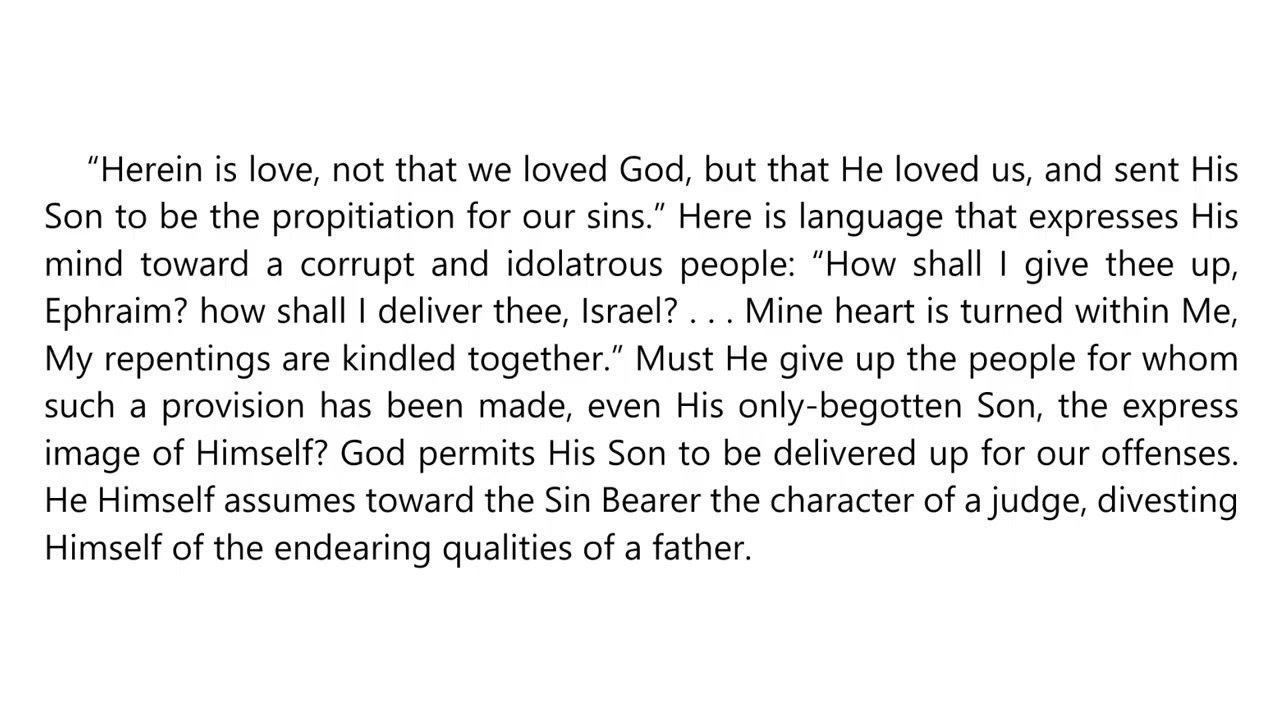 “Herein is love, not that we loved God, but that He loved us, and sent His
Son to be the propitiation for our sins.” Here is language that expresses His
mind toward a corrupt and idolatrous people: “How shall I give thee up,
Ephraim? how shall I deliver thee, Israel? . . . Mine heart is turned within Me,
My repentings are kindled together.” Must He give up the people for whom
such a provision has been made, even His only-begotten Son, the express
image of Himself? God permits His Son to be delivered up for our offenses.
He Himself assumes toward the Sin Bearer the character of a judge, divesting
Himself of the endearing qualities of a father.